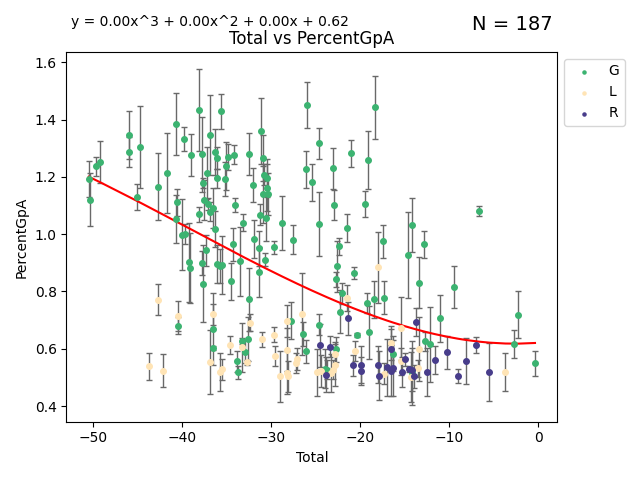 y = 0.00x^3 + 0.00x^2 + 0.00x + 0.62
N = 187
Total vs PercentGpA
G
L
R
PercentGpA
1.6
1.4
1.2
1.0
0.8
0.6
0.4
−50
−40
−30
−20
−10
0
Total